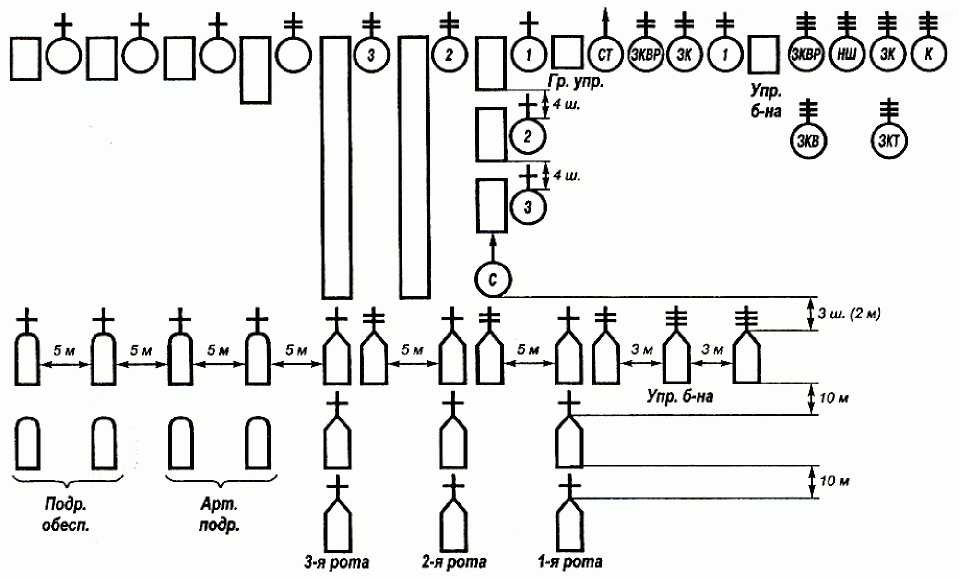 3 2 1 СТ ЗКВР ЗК 1 ЗКВР НШ ЗК К
Гр. упр.
Упр.
б-на
4 ш.
2
ЗКВ ЗКТ
4 ш.
3
С
3 ш. (2 м)
5 м 5 м 5 м 5 м 5 м 5 м 3 м 3 м
Упр. б-на
10 м
10 м
Подр.
обесп.
Арт.
подр.
3-я рота 2-я рота 1-я рота